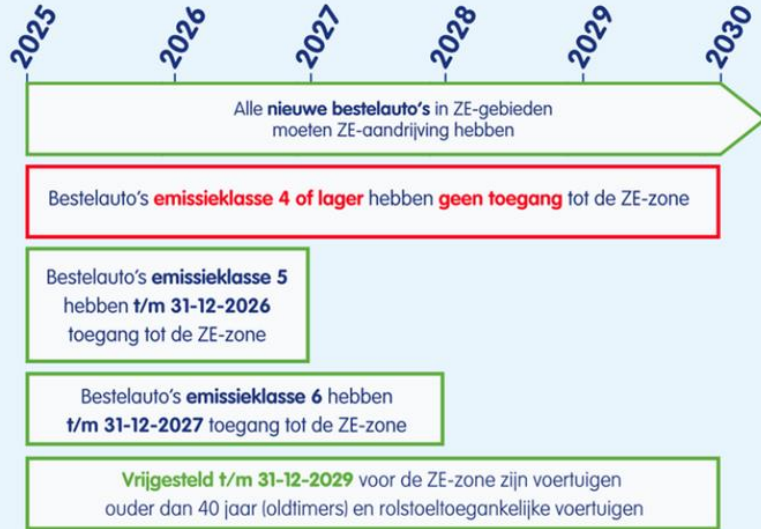 2025
2026
2027
2028
2029
2030
Alle nieuwe bestelauto's in ZE-gebieden
moeten ZE-aandrijving hebben
Bestelauto's emissieklasse 4 of lager hebben geen toegang tot de ZE-zone
Bestelauto's emissieklasse 5
hebben t/m 31-12-2026
toegang tot de ZE-zone
Bestelauto's emissieklasse 6 hebben
t/m 31-12-2027 toegang tot de ZE-zone
Vrijgesteld t/m 31-12-2029 voor de ZE-zone zijn voertuigen
ouder dan 40 jaar (oldtimers) en rolstoeltoegankelijke voertuigen